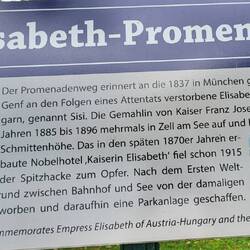 sabeth-Promen
Der Promenadenweg erinnert an die 1837 in München g
Genf an den Folgen eines Attentats verstorbene Elisabe
garn, genannt Sisi. Die Gemahlin von Kaiser Franz Jose
Jahren 1885 bis 1896 mehrmals in Zell am See auf und b
Schmittenhöhe. Das in den späten 1870er Jahren er-
baute Nobelhotel ‚Kaiserin Elisabeth' fiel schon 1915
der Spitzhacke zum Opfer. Nach dem Ersten Welt-
rund zwischen Bahnhof und See von der damaligen
worben und daraufhin eine Parkanlage geschaffen.
mmemorates Empress Elisabeth of Austria-Hungary and the